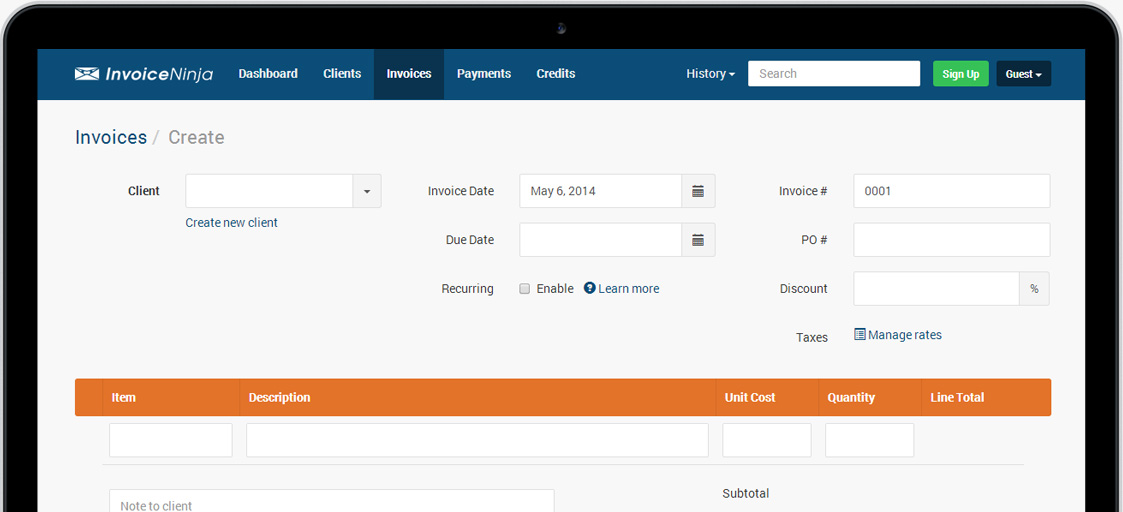 InvoiceNinja Dashboard Clients Invoices Payments Credits History Search Sign Up Guest
Invoices / Create
Client Invoice Date May 6, 2014 Invoice # 0001
Create new client
Due Date PO #
Recurring Enable Learn more Discount %
Taxes Manage rates
Item Description Unit Cost Quantity Line Total
Subtotal
Note to client